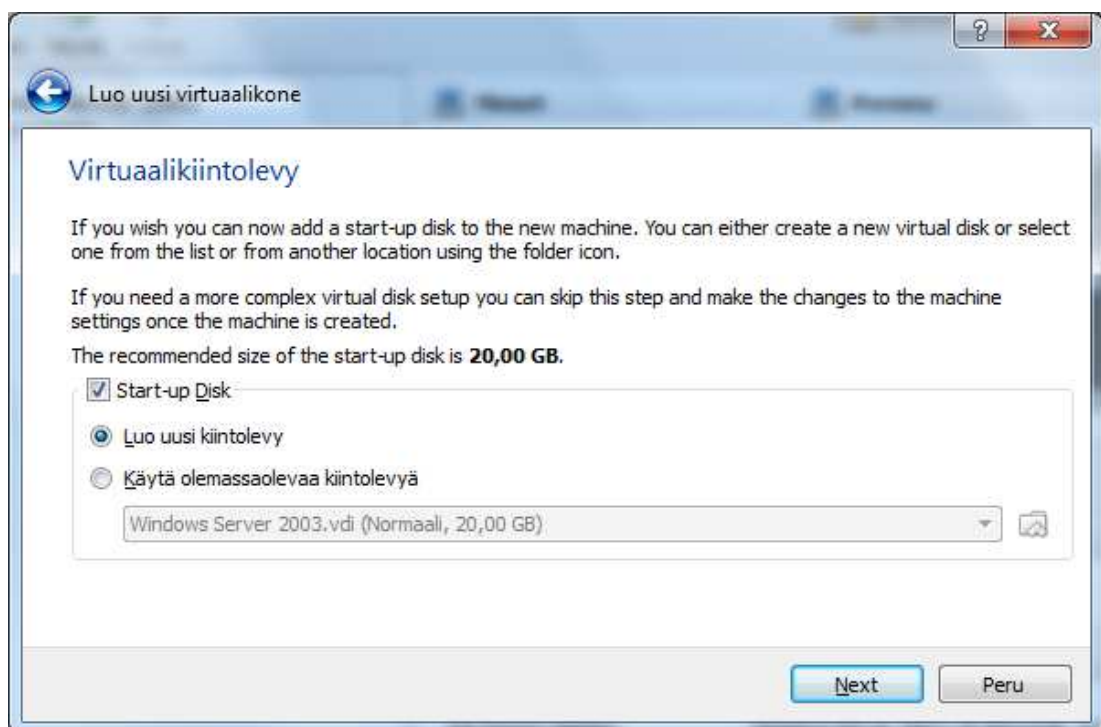 ?
Luo uusi virtuaalikone
Virtuaalikiintolevy
If you wish you can now add a start-up disk to the new machine. You can either create a new virtual disk or select
one from the list or from another location using the folder icon.
If you need a more complex virtual disk setup you can skip this step and make the changes to the machine
settings once the machine is created.
The recommended size of the start-up disk is 20,00 GB.
Start-up Disk
Luo uusi kiintolevy
Käytä olemassaolevaa kiintolevyä
Windows Server 2003.vdi (Normaali, 20,00 GB)
Next Peru